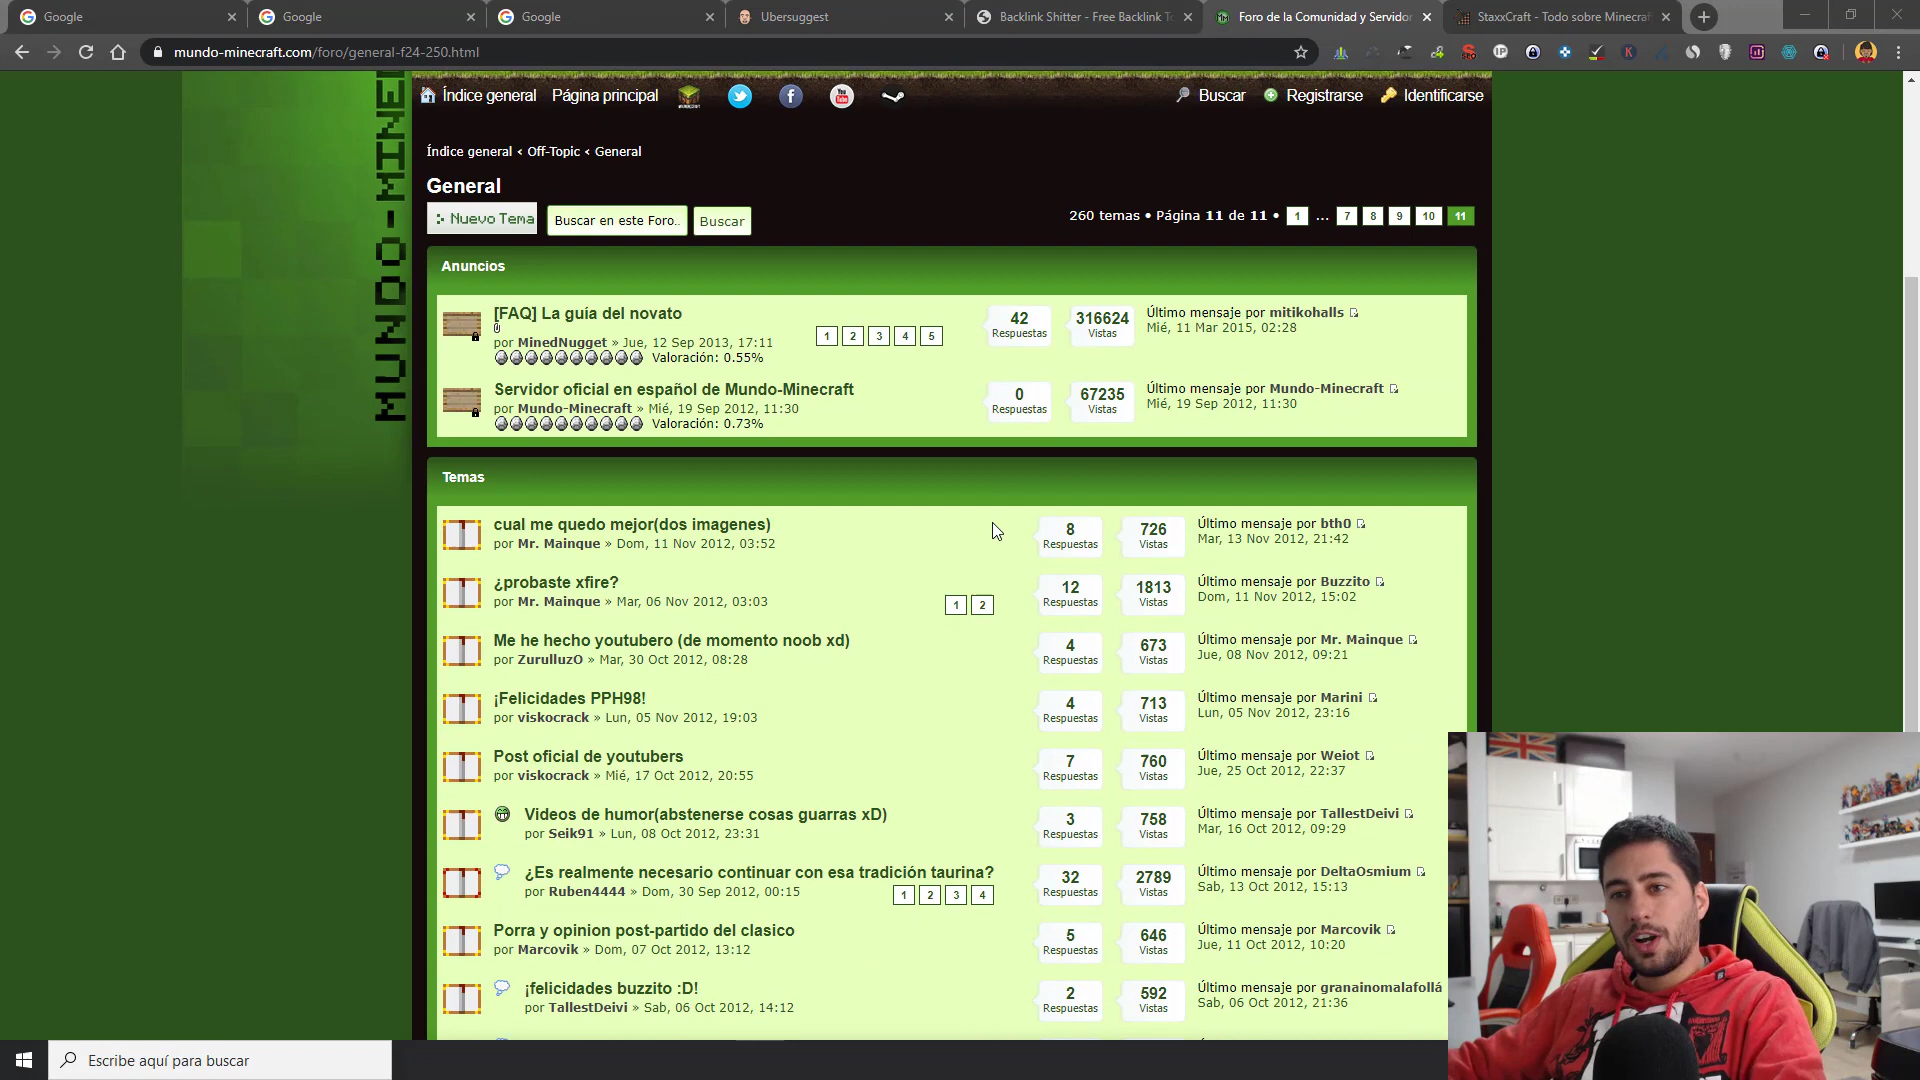 Google
Google
Google
Ubersuggest
Backlink Shitter - Free Backlink T
Foro de la Comunidad y Servidor
StaxxCraft - Todo sobre Minecraf
mundo-minecraft.com/foro/general-f24-250.html
MUNDO-MINE
Índice general Página principal
Buscar Registrarse Identificarse
Índice general ‹ Off-Topic ‹ General
General
Nuevo Tema
Buscar en este Foro..
Buscar
260 temas • Página 11 de 11 • 1 ... 7 8 9 10 11
Anuncios
[FAQ] La guía del novato
por MinedNugget » Jue, 12 Sep 2013, 17:11
1 2 3 4 5
Valoración: 0.55%
42
Respuestas
316624
Vistas
Último mensaje por mitikohalls
Mié, 11 Mar 2015, 02:28
Servidor oficial en español de Mundo-Minecraft
por Mundo-Minecraft » Mié, 19 Sep 2012, 11:30
Valoración: 0.73%
0
Respuestas
67235
Vistas
Último mensaje por Mundo-Minecraft
Mié, 19 Sep 2012, 11:30
Temas
cual me quedo mejor(dos imagenes)
por Mr. Mainque » Dom, 11 Nov 2012, 03:52
8
Respuestas
726
Vistas
Último mensaje por bth0
Mar, 13 Nov 2012, 21:42
¿probaste xfire?
por Mr. Mainque » Mar, 06 Nov 2012, 03:03
1 2
12
Respuestas
1813
Vistas
Último mensaje por Buzzito
Dom, 11 Nov 2012, 15:02
Me he hecho youtubero (de momento noob xd)
por ZurulluzO » Mar, 30 Oct 2012, 08:28
4
Respuestas
673
Vistas
Último mensaje por Mr. Mainque
Jue, 08 Nov 2012, 09:21
¡Felicidades PPH98!
por viskocrack » Lun, 05 Nov 2012, 19:03
4
Respuestas
713
Vistas
Último mensaje por Marini
Lun, 05 Nov 2012, 23:16
Post oficial de youtubers
por viskocrack » Mié, 17 Oct 2012, 20:55
7
Respuestas
760
Vistas
Último mensaje por Weiot
Jue, 25 Oct 2012, 22:37
Videos de humor(abstenerse cosas guarras xD)
por Seik91 » Lun, 08 Oct 2012, 23:31
3
Respuestas
758
Vistas
Último mensaje por TallestDeivi
Mar, 16 Oct 2012, 09:29
¿Es realmente necesario continuar con esa tradición taurina?
por Ruben4444 » Dom, 30 Sep 2012, 00:15
1 2 3 4
32
Respuestas
2789
Vistas
Último mensaje por DeltaOsmium
Sab, 13 Oct 2012, 15:13
Porra y opinion post-partido del clasico
por Marcovik » Dom, 07 Oct 2012, 13:12
5
Respuestas
646
Vistas
Último mensaje por Marcovik
Jue, 11 Oct 2012, 10:20
¡felicidades buzzito :D!
por TallestDeivi » Sab, 06 Oct 2012, 14:12
2
Respuestas
592
Vistas
Último mensaje por granainomalafollá
Sab, 06 Oct 2012, 21:36
Escribe aquí para buscar